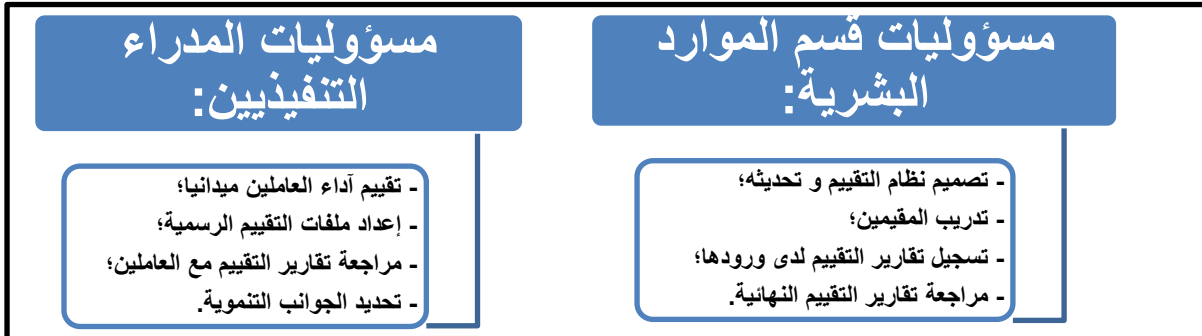 مسؤوليات قسم الموارد
البشرية:
- تصميم نظام التقييم و تحديثه؛
- تدريب المقيمين؛
- تسجيل تقارير التقييم لدى ورودها؛
- مراجعة تقارير التقييم النهائية.
مسؤوليات المدراء
التنفيذيين:
- تقييم آداء العاملين ميدانيا؛
- إعداد ملفات التقييم الرسمية؛
- مراجعة تقارير التقييم مع العاملين؛
- تحديد الجوانب التنموية.